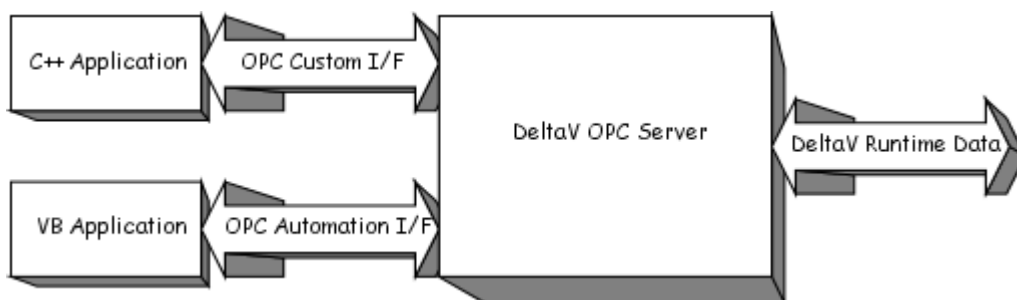 C++ Application
OPC Custom I/F
DeltaV OPC Server
DeltaV Runtime Data
VB Application
OPC Automation I/F